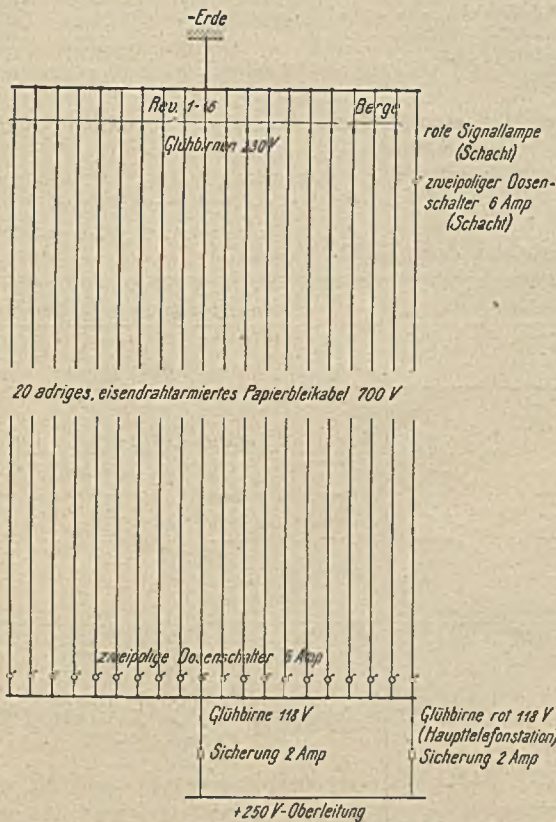 -Erde
Rev. 1-16
Berge
Glühbirnen 230 V
rote Signallampe
(Schacht)
zweipoliger Dosen-
schalter 6 Amp
(Schacht)
20 adriges, eisendrahtarmiertes Papierbleikabel 700 V
zweipolige Dosenschalter 6 Amp
Glühbirne 118 V
Sicherung 2 Amp
Glühbirne rot 118 V
(Haupttelefonstation)
Sicherung 2 Amp
+250 V-Oberleitung